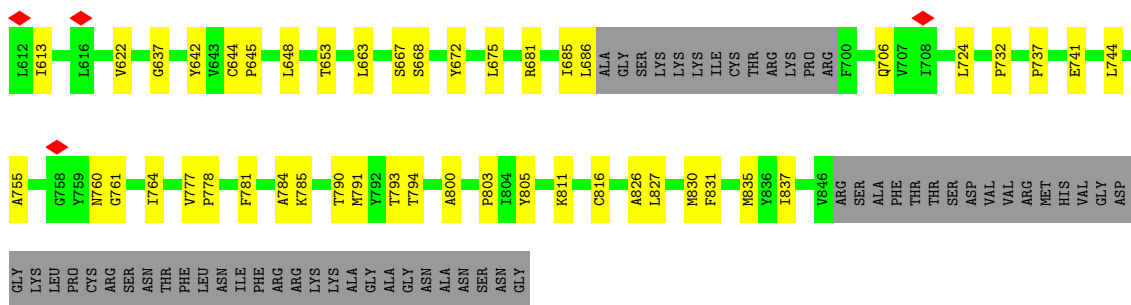 L612 I613 L616 V622 G637 Y642 V643 C644 P645 L648 T653 L663 S667 S668 Y672 L675 R681 I685 L686 ALA GLY SER LYS LYS LYS ILE CYS THR ARG LYS PRO ARG F700 Q706 V707 I708 L724 P732 P737 E741 L744
A755 G758 Y759 N760 G761 I764 V777 P778 F781 A784 K785 T790 M791 Y792 T793 T794 A800 P803 I804 Y805 K811 C816 A826 L827 M830 F831 M835 Y836 I837 V846 ARG SER ALA PHE THR THR SER ASP VAL VAL ARG MET HIS VAL GLY ASP
GLY LYS LEU PRO CYS ARG SER ASN THR PHE LEU ASN ILE PHE ARG ARG LYS LYS ALA GLY ALA GLY ASN ALA ASN SER ASN GLY